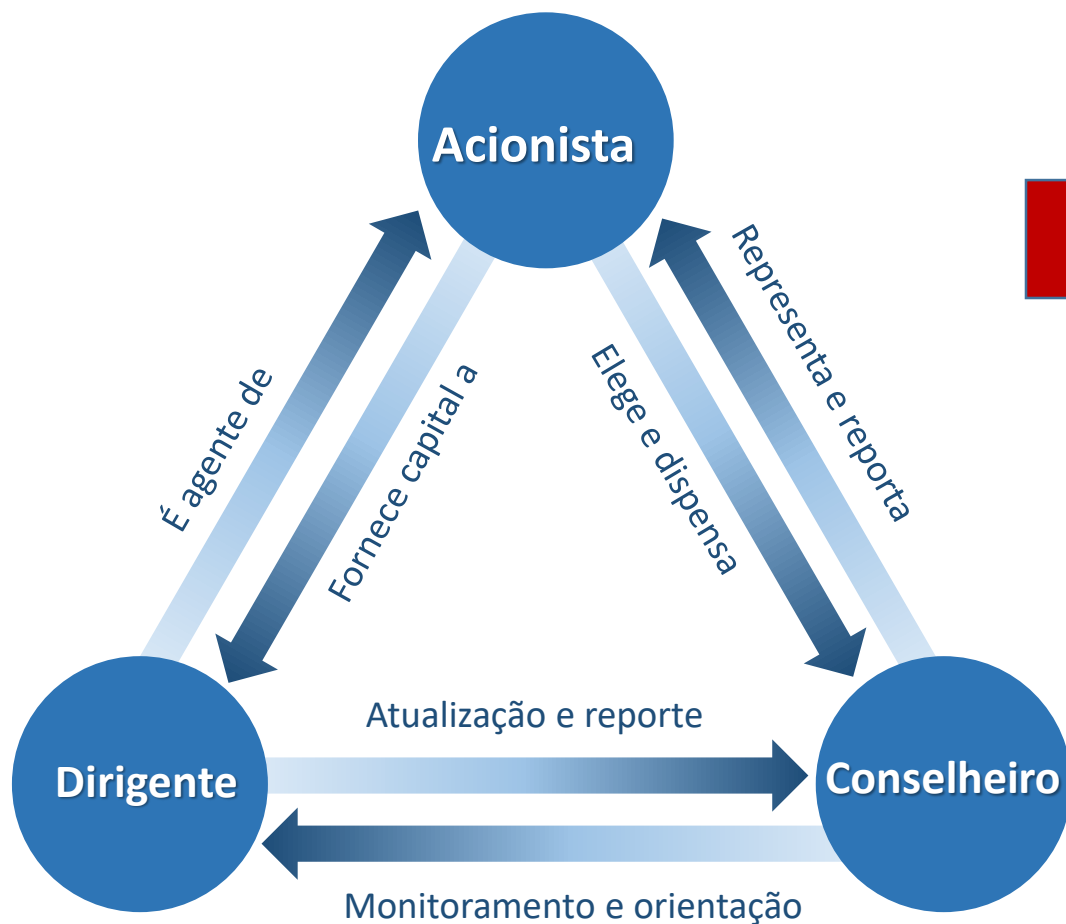 Acionista
É agente de
Fornece capital a
Elege e dispensa
Representa e reporta
Atualização e reporte
Dirigente
Conselheiro
Monitoramento e orientação